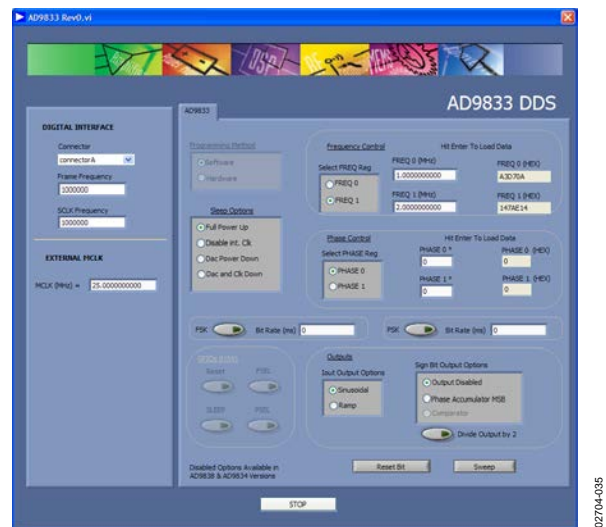 AD9833 Rev0.vi
DSP
RF
MEMS
AD9833 DDS
AD9833
DIGITAL INTERFACE
Connector
connector A
Frame Frequency
1000000
SCLK Frequency
1000000
EXTERNAL MCLK
MCLK (MHz) = 25.0000000000
Programming Method
Software
Hardware
Sleep Options
Full Power Up
Disable int. Clk
Dac Power Down
Dac and Clk Down
Frequency Control
Hit Enter To Load Data
Select FREQ Reg
FREQ 0
FREQ 1
FREQ 0 (MHz)
1.0000000000
FREQ 0 (HEX)
A3D70A
FREQ 1 (MHz)
2.0000000000
FREQ 1 (HEX)
147AE14
Phase Control
Hit Enter To Load Data
Select PHASE Reg
PHASE 0
PHASE 1
PHASE 0 °
0
PHASE 0 (HEX)
0
PHASE 1 °
0
PHASE 1 (HEX)
0
FSK
Bit Rate (ms) 0
PSK
Bit Rate (ms) 0
Reset
FSEL
SLEEP
PSEL
Outputs
Iout Output Options
Sinusoidal
Ramp
Sign Bit Output Options
Output Disabled
Phase Accumulator MSB
Comparator
Divide Output by 2
Disabled Options Available in
AD9838 & AD9834 Versions
Reset Bit
Sweep
STOP
02704-035